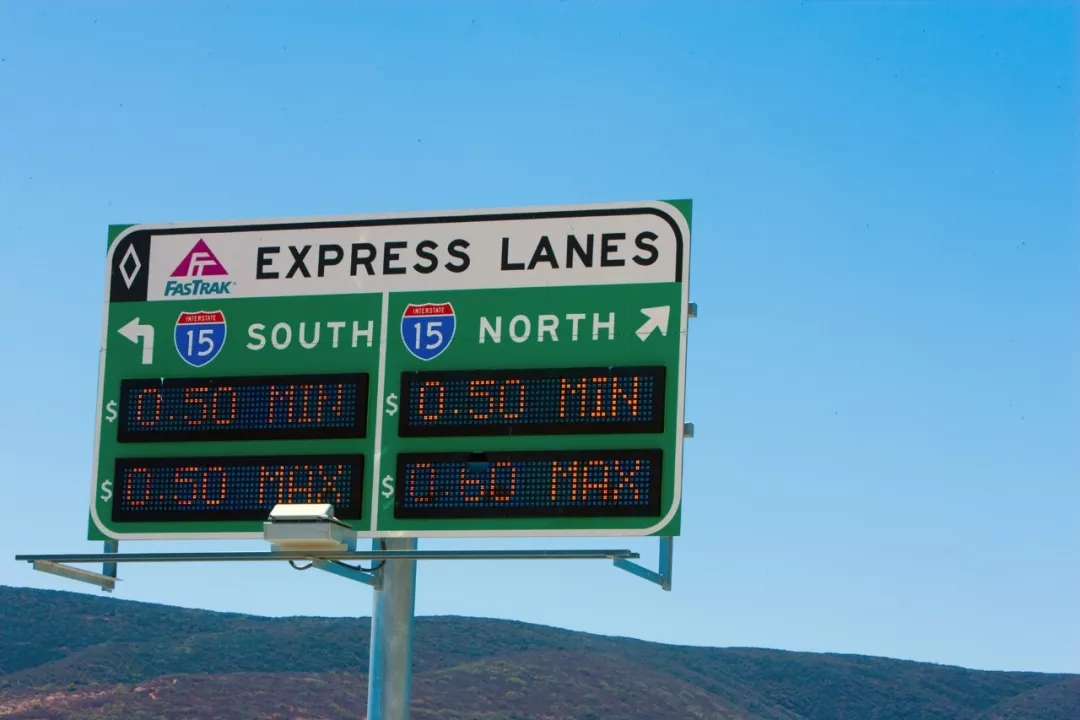 FASTRAK EXPRESS LANES
INTERSTATE 15 SOUTH
$ 0.50 MIN
$ 0.50 MAX
INTERSTATE 15 NORTH
$ 0.50 MIN
$ 0.60 MAX